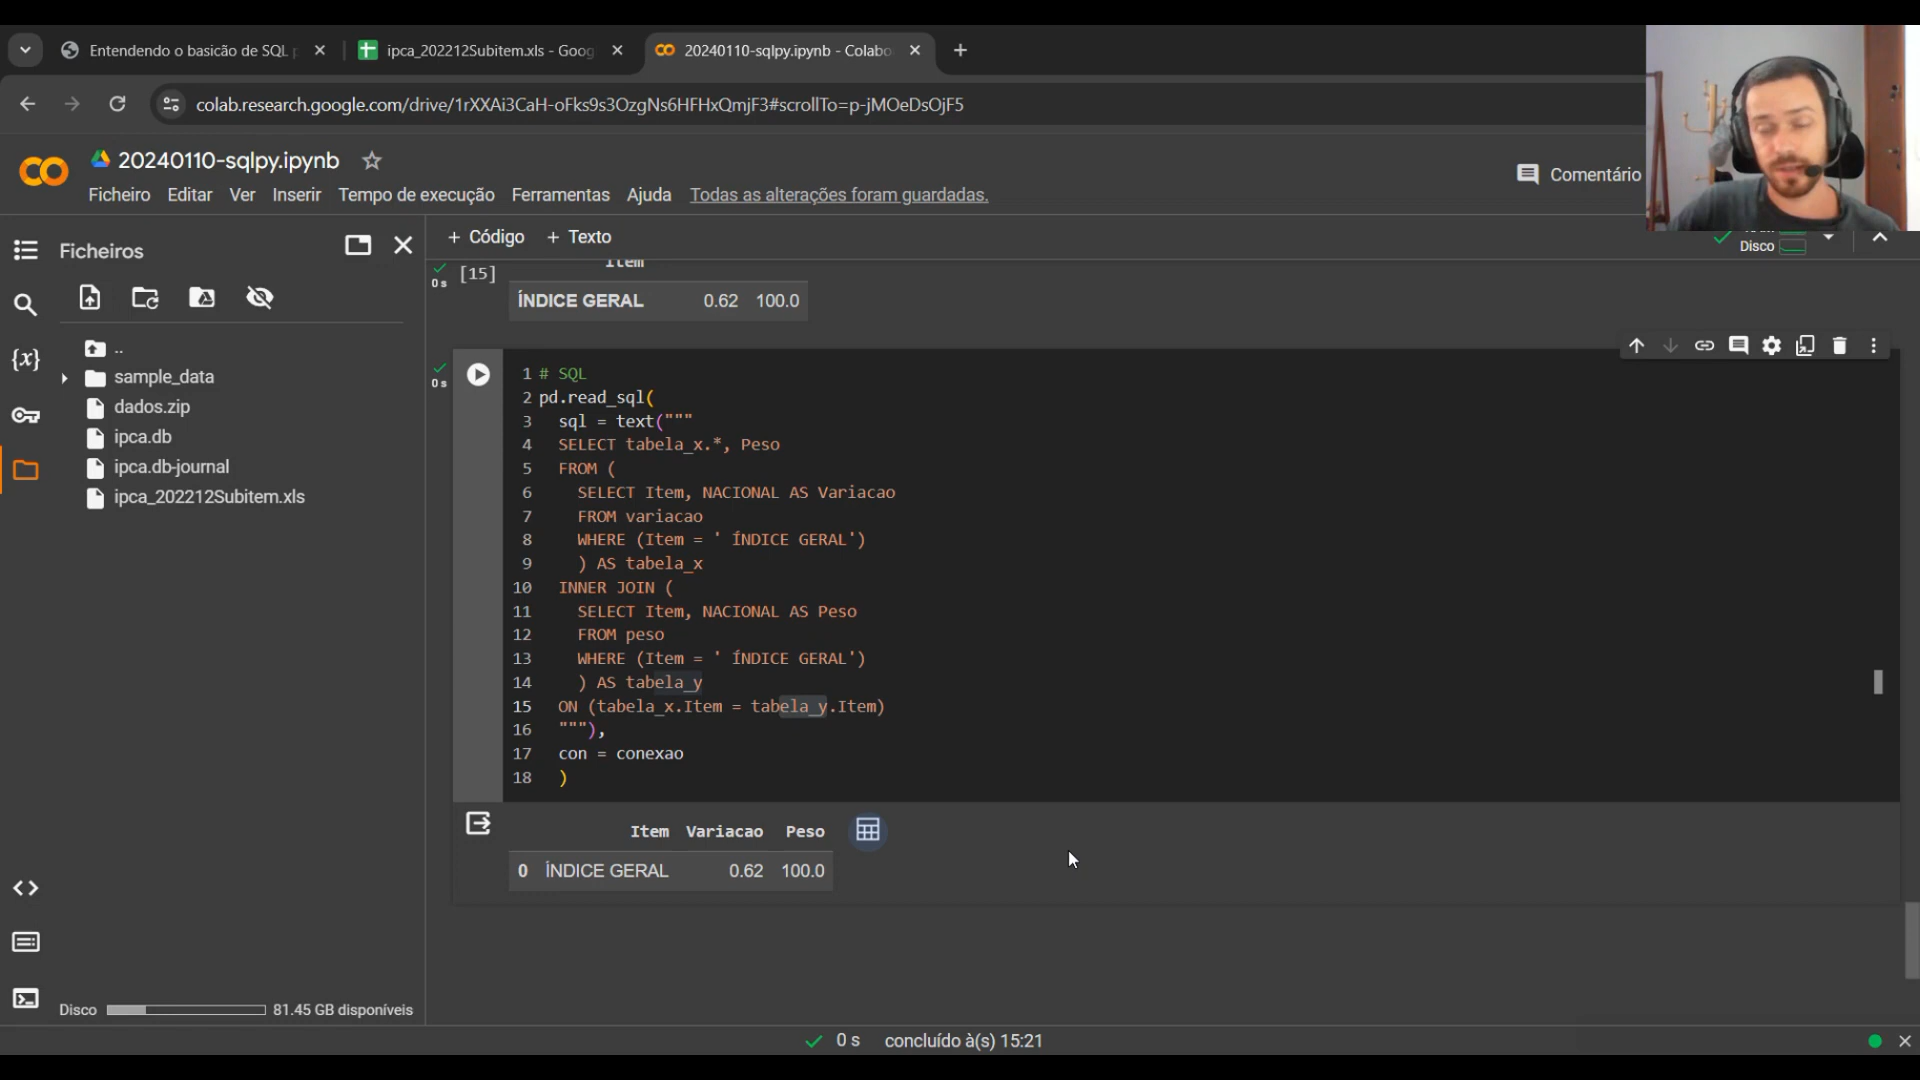 Entendendo o basicão de SQL
ipca_202212Subitem.xls - Goog
20240110-sqlpy.ipynb - Colabo
colab.research.google.com/drive/1rXXAi3CaH-oFks9s3OzgNs6HFHxQmjF3#scrollTo=p-jMOeDsOjF5
20240110-sqlpy.ipynb
Comentário
Ficheiro Editar Ver Inserir Tempo de execução Ferramentas Ajuda Todas as alterações foram guardadas.
Ficheiros
+ Código + Texto
Disco
..
sample_data
dados.zip
ipca.db
ipca.db-journal
ipca_202212Subitem.xls
{x}
0 s
[15]
Item
ÍNDICE GERAL 0.62 100.0
0 s
1 # SQL
2 pd.read_sql(
3 sql = text("""
4 SELECT tabela_x.*, Peso
5 FROM (
6 SELECT Item, NACIONAL AS Variacao
7 FROM variacao
8 WHERE (Item = ' ÍNDICE GERAL')
9 ) AS tabela_x
10 INNER JOIN (
11 SELECT Item, NACIONAL AS Peso
12 FROM peso
13 WHERE (Item = ' ÍNDICE GERAL')
14 ) AS tabela_y
15 ON (tabela_x.Item = tabela_y.Item)
16 """),
17 con = conexao
18 )
Item Variacao Peso
0 ÍNDICE GERAL 0.62 100.0
Disco 81.45 GB disponíveis
0 s concluído à(s) 15:21